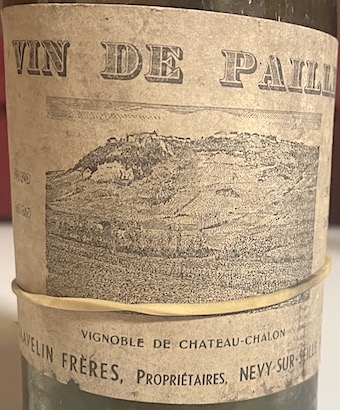 VIN DE PAILL
VIGNOBLE DE CHATEAU-CHALON
AVELIN FRÈRES, PROPRIÉTAIRES, NEVY-SUR-SEILLE